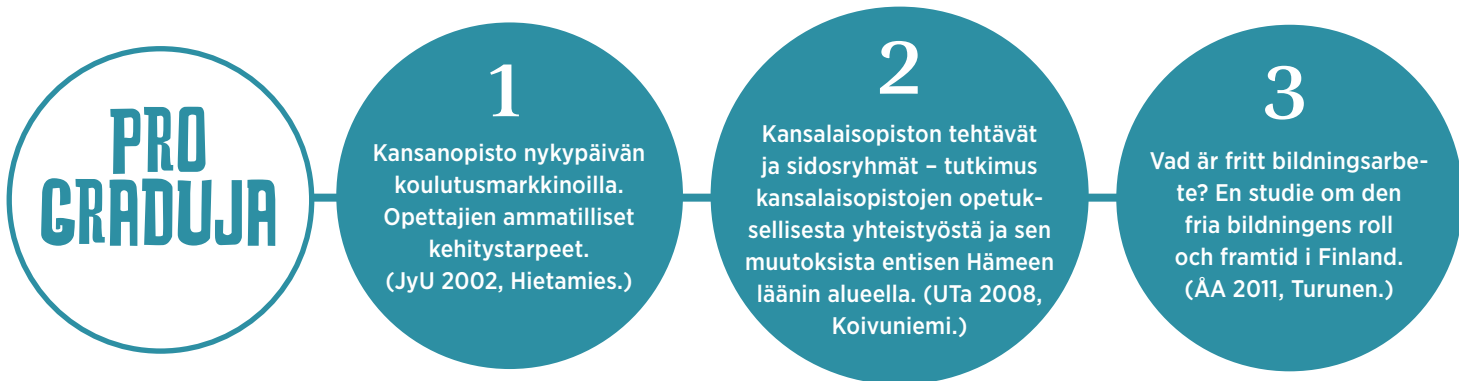 PRO
GRADUJA
1
Kansanopisto nykypäivän
koulutusmarkkinoilla.
Opettajien ammatilliset
kehitystarpeet.
(JyU 2002, Hietamies.)
2
Kansalaisopiston tehtävät
ja sidosryhmät – tutkimus
kansalaisopistojen opetuk-
sellisesta yhteistyöstä ja sen
muutoksista entisen Hämeen
läänin alueella. (UTa 2008,
Koivuniemi.)
3
Vad är fritt bildningsarbe-
te? En studie om den
fria bildningens roll
och framtid i Finland.
(ÅA 2011, Turunen.)